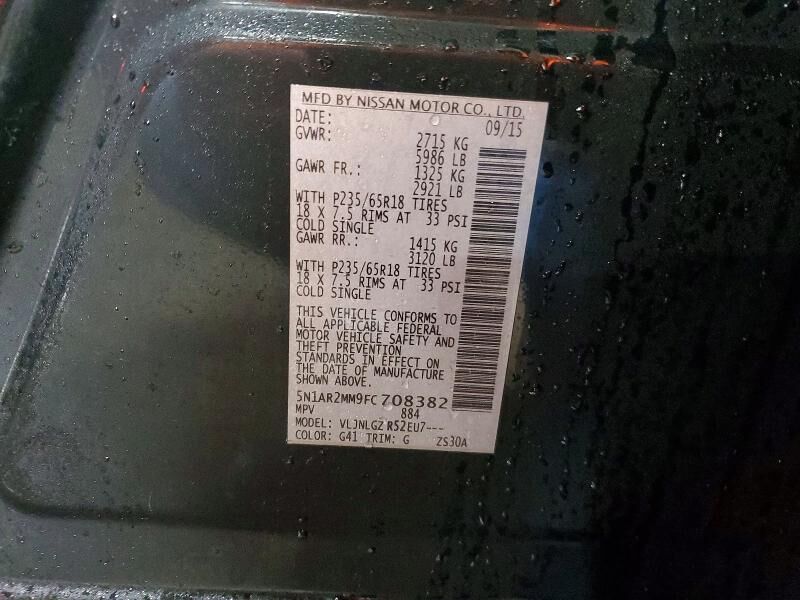 MFD BY NISSAN MOTOR CO., LTD.
DATE: 09/15
GVWR: 2715 KG
5986 LB
GAWR FR.: 1325 KG
2921 LB
WITH P235/65R18 TIRES
18 X 7.5 RIMS AT 33 PSI
COLD SINGLE
GAWR RR.: 1415 KG
3120 LB
WITH P235/65R18 TIRES
18 X 7.5 RIMS AT 33 PSI
COLD SINGLE
THIS VEHICLE CONFORMS TO
ALL APPLICABLE FEDERAL
MOTOR VEHICLE SAFETY AND
THEFT PREVENTION
STANDARDS IN EFFECT ON
THE DATE OF MANUFACTURE
SHOWN ABOVE.
5N1AR2MM9FC708382
MPV 884
MODEL: VLJNLGZ R52EU7---
COLOR: G41 TRIM: G ZS30A